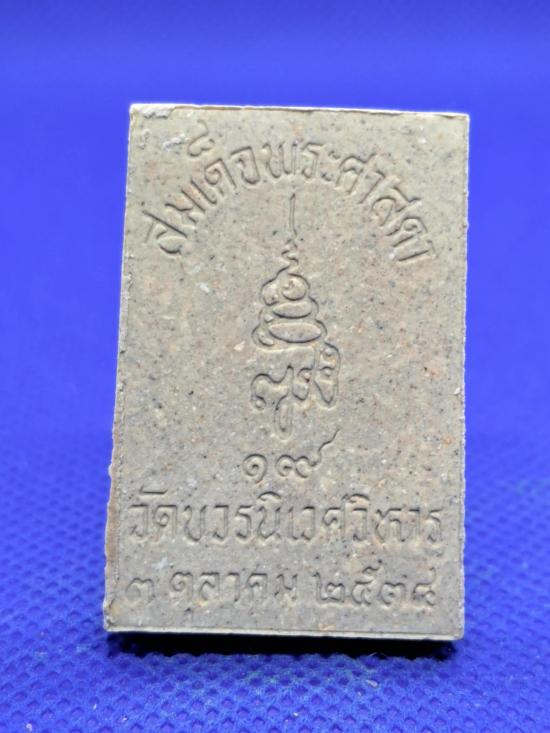 สมเด็จพระศาสดา
๑๙
วัดบวรนิเวศวิหาร
๓ ตุลาคม ๒๕๓๘